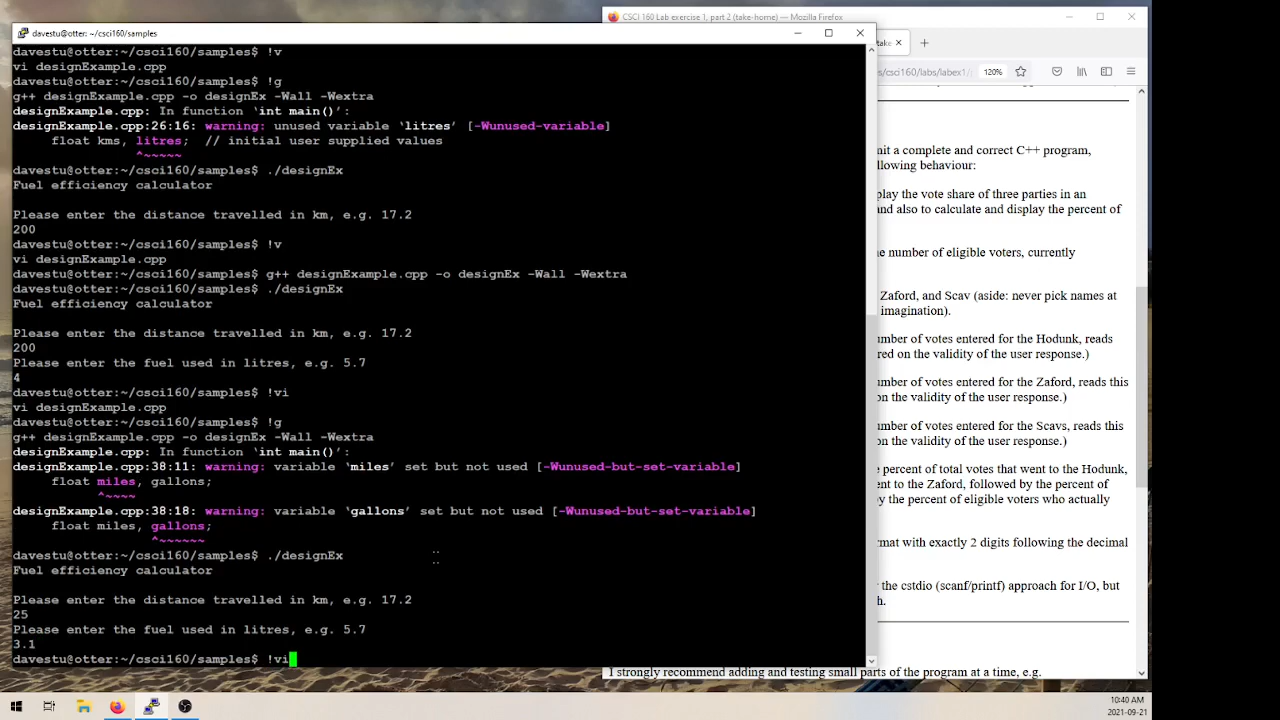 CSCI 160 Lab exercise 1, part 2 (take-home) — Mozilla Firefox
davestu@otter: ~/csci160/samples
take
s/csci160/labs/labex1/
120%
davestu@otter:~/csci160/samples$ !v
vi designExample.cpp
davestu@otter:~/csci160/samples$ !g
g++ designExample.cpp -o designEx -Wall -Wextra
designExample.cpp: In function ‘int main()’:
designExample.cpp:26:16: warning: unused variable ‘litres’ [-Wunused-variable]
float kms, litres;  // initial user supplied values
^~~~~~
davestu@otter:~/csci160/samples$ ./designEx
Fuel efficiency calculator
Please enter the distance travelled in km, e.g. 17.2
200
davestu@otter:~/csci160/samples$ !v
vi designExample.cpp
davestu@otter:~/csci160/samples$ g++ designExample.cpp -o designEx -Wall -Wextra
davestu@otter:~/csci160/samples$ ./designEx
Fuel efficiency calculator
Please enter the distance travelled in km, e.g. 17.2
200
Please enter the fuel used in litres, e.g. 5.7
4
davestu@otter:~/csci160/samples$ !vi
vi designExample.cpp
davestu@otter:~/csci160/samples$ !g
g++ designExample.cpp -o designEx -Wall -Wextra
designExample.cpp: In function ‘int main()’:
designExample.cpp:38:11: warning: variable ‘miles’ set but not used [-Wunused-but-set-variable]
float miles, gallons;
^~~~~
designExample.cpp:38:18: warning: variable ‘gallons’ set but not used [-Wunused-but-set-variable]
float miles, gallons;
^~~~~~~
davestu@otter:~/csci160/samples$ ./designEx
Fuel efficiency calculator
Please enter the distance travelled in km, e.g. 17.2
25
Please enter the fuel used in litres, e.g. 5.7
3.1
davestu@otter:~/csci160/samples$ !vi
nit a complete and correct C++ program,
llowing behaviour:
play the vote share of three parties in an
and also to calculate and display the percent of
ne number of eligible voters, currently
Zaford, and Scav (aside: never pick names at
imagination).
umber of votes entered for the Hodunk, reads
red on the validity of the user response.)
umber of votes entered for the Zaford, reads this
on the validity of the user response.)
umber of votes entered for the Scavs, reads this
on the validity of the user response.)
e percent of total votes that went to the Hodunk,
ent to the Zaford, followed by the percent of
y the percent of eligible voters who actually
rmat with exactly 2 digits following the decimal
r the cstdio (scanf/printf) approach for I/O, but
h.
I strongly recommend adding and testing small parts of the program at a time, e.g.
10:40 AM
2021-09-21